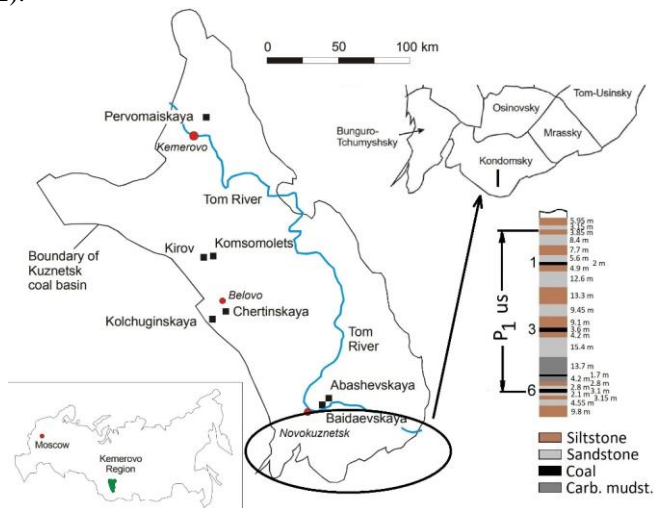 2).
0 50 100 km
Pervomaiskaya
Kemerovo
Tom River
Boundary of
Kuznetsk
coal basin
Kirov
Komsomolets
Belovo
Chertinskaya
Kolchuginskaya
Tom
River
Abashevskaya
Baidaevskaya
Novokuznetsk
Moscow
Kemerovo
Region
Tom-Usinsky
Osinovsky
Bunguro-
Tchumyshsky
Mrassky
Kondomsky
P1 us
1
3
6
5.95 m
3.15 m
3.85 m
8.4 m
7.7 m
5.6 m
2 m
4.9 m
12.6 m
13.3 m
9.45 m
9.1 m
3.6 m
4.2 m
15.4 m
13.7 m
1.7 m
4.2 m
2.8 m
2.8 m
3.1 m
2.1 m
3.15 m
4.55 m
9.8 m
Siltstone
Sandstone
Coal
Carb. mudst.